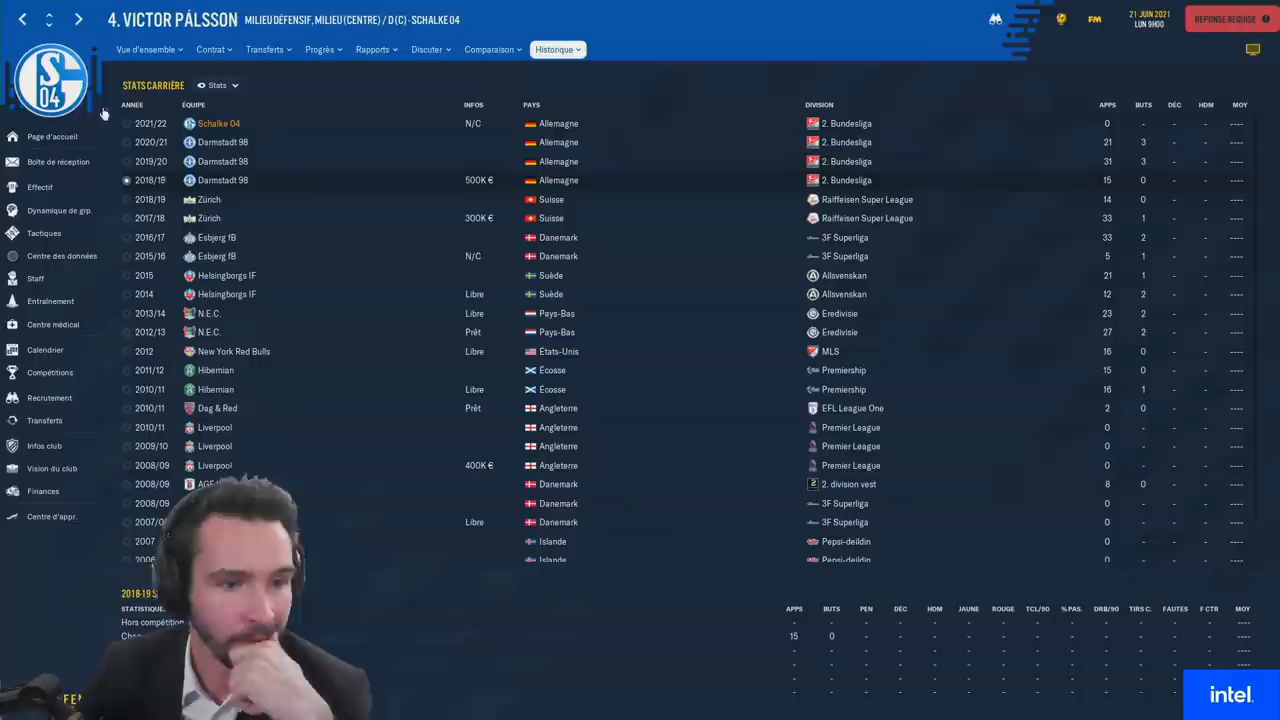 4. VICTOR PÁLSSON MILIEU DÉFENSIF, MILIEU (CENTRE) / D (C) - SCHALKE 04
FM
21 JUIN 2021
LUN 9H00
RÉPONSE REQUISE
Vue d'ensemble Contrat Transferts Progrès Rapports Discuter Comparaison Historique
S
04
STATS CARRIÈRE Stats
ANNÉE ÉQUIPE INFOS PAYS DIVISION APPS BUTS DÉC HDM MOY
2021/22 Schalke 04 N/C Allemagne 2. Bundesliga 0 - - - ----
2020/21 Darmstadt 98 Allemagne 2. Bundesliga 21 3 - - ----
2019/20 Darmstadt 98 Allemagne 2. Bundesliga 31 3 - - ----
2018/19 Darmstadt 98 500K € Allemagne 2. Bundesliga 15 0 - - ----
2018/19 Zürich Suisse Raiffeisen Super League 14 0 - - ----
2017/18 Zürich 300K € Suisse Raiffeisen Super League 33 1 - - ----
2016/17 Esbjerg fB Danemark 3F Superliga 33 2 - - ----
2015/16 Esbjerg fB N/C Danemark 3F Superliga 5 1 - - ----
2015 Helsingborgs IF Suède Allsvenskan 21 1 - - ----
2014 Helsingborgs IF Libre Suède Allsvenskan 12 2 - - ----
2013/14 N.E.C. Libre Pays-Bas Eredivisie 23 2 - - ----
2012/13 N.E.C. Prêt Pays-Bas Eredivisie 27 2 - - ----
2012 New York Red Bulls Libre États-Unis MLS 16 0 - - ----
2011/12 Hibernian Écosse Premiership 15 0 - - ----
2010/11 Hibernian Libre Écosse Premiership 16 1 - - ----
2010/11 Dag & Red Prêt Angleterre EFL League One 2 0 - - ----
2010/11 Liverpool Angleterre Premier League 0 - - - ----
2009/10 Liverpool Angleterre Premier League 0 - - - ----
2008/09 Liverpool 400K € Angleterre Premier League 0 - - - ----
2008/09 Danemark 2. division vest 8 0 - - ----
2008/09 Danemark 3F Superliga 0 - - - ----
Libre Danemark 3F Superliga 0 - - - ----
2007 Islande Pepsi-deildin 0 - - - ----
Islande Pepsi-deildin 0 - - - ----
Page d'accueil
Boîte de réception
Effectif
Dynamique de grp.
Tactiques
Centre des données
Staff
Entraînement
Centre médical
Calendrier
Compétitions
Recrutement
Transferts
Infos club
Vision du club
Finances
Centre d'appr.
2018-19
APPS BUTS PEN DÉC HDM JAUNE ROUGE TCL/90 % PAS. DRB/90 TIRS C. FAUTES F CTR MOY
Hors compétition - - - - - - - - - - - - - ----
15 0 - - - - - - - - - - - ----
- - - - - - - - - - - - - ----
- - - - - - - - - - - - - ----
- - - - - - - - - - - - - ----
intel.